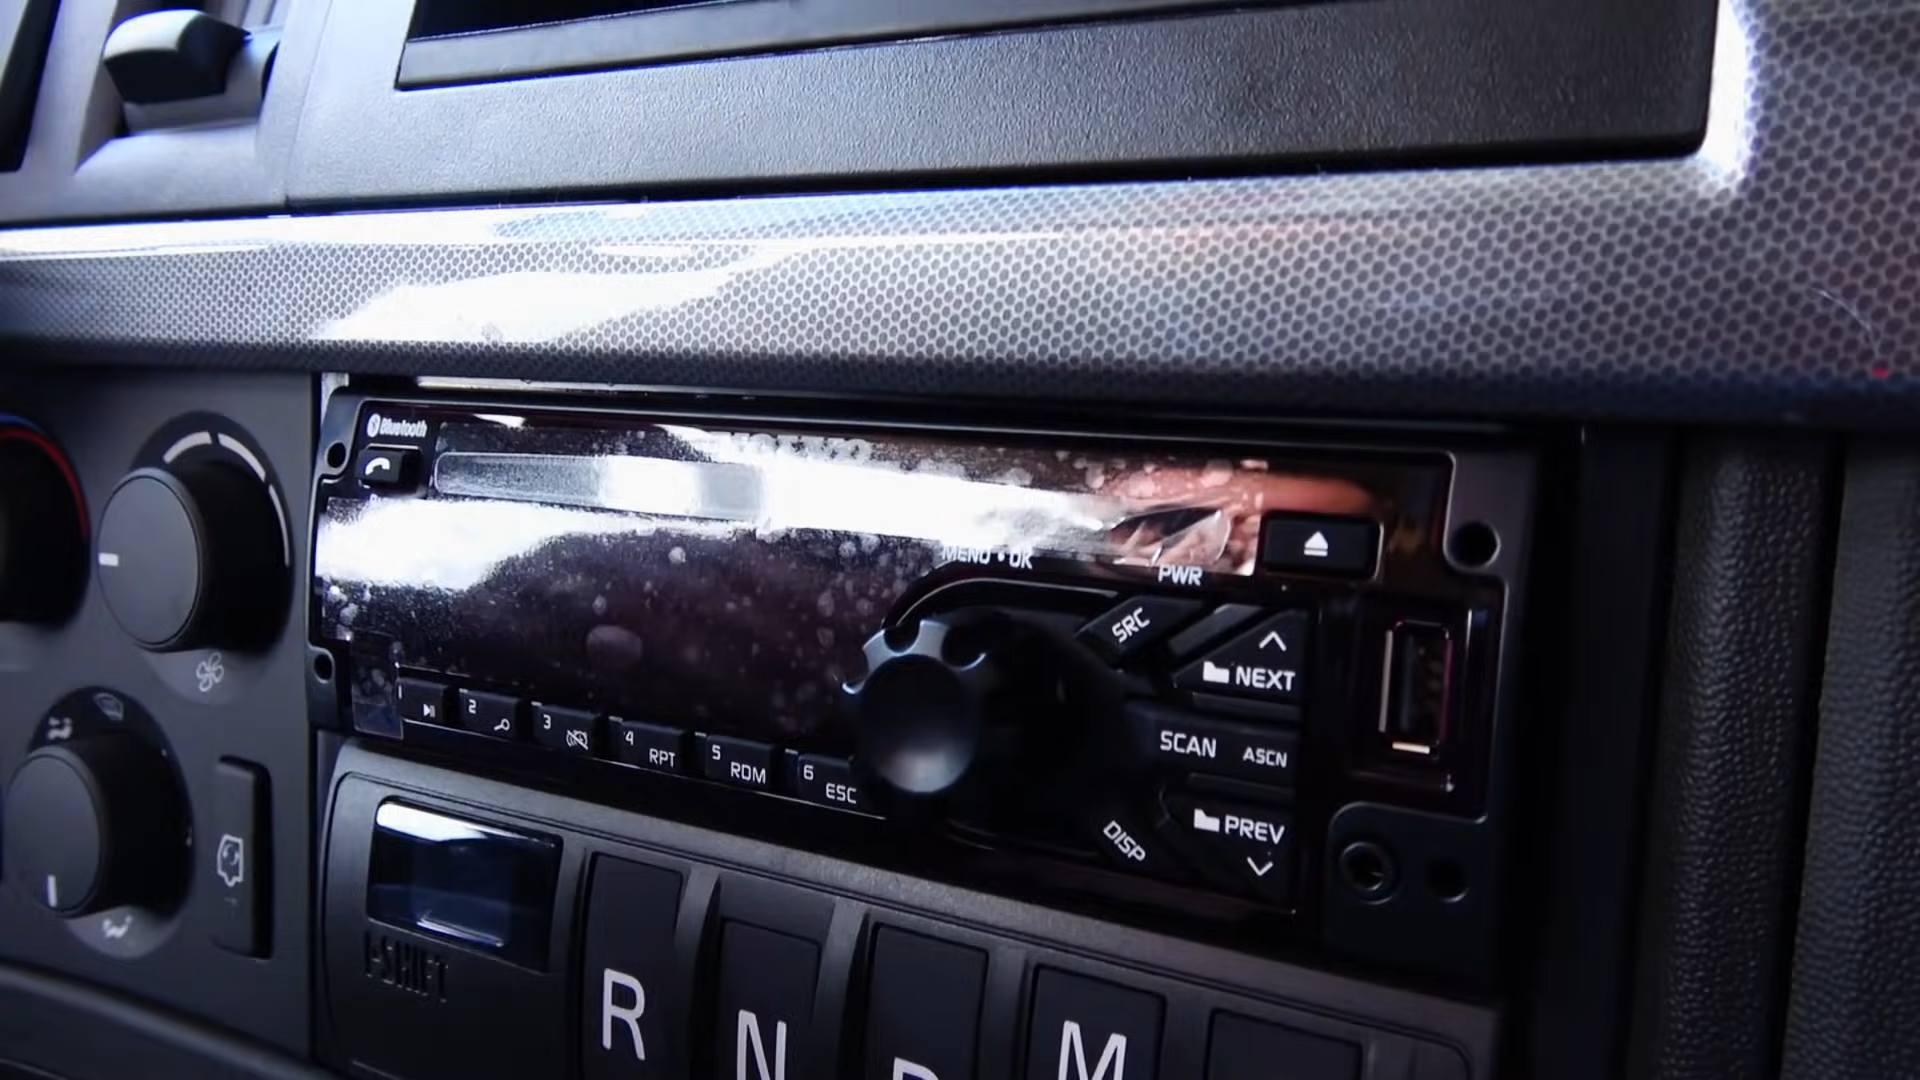 Bluetooth
MENU • OK
PWR
SRC
NEXT
SCAN ASCN
PREV
DISP
1
2
3
4 RPT
5 RDM
6 ESC
I-SHIFT
R
N
M